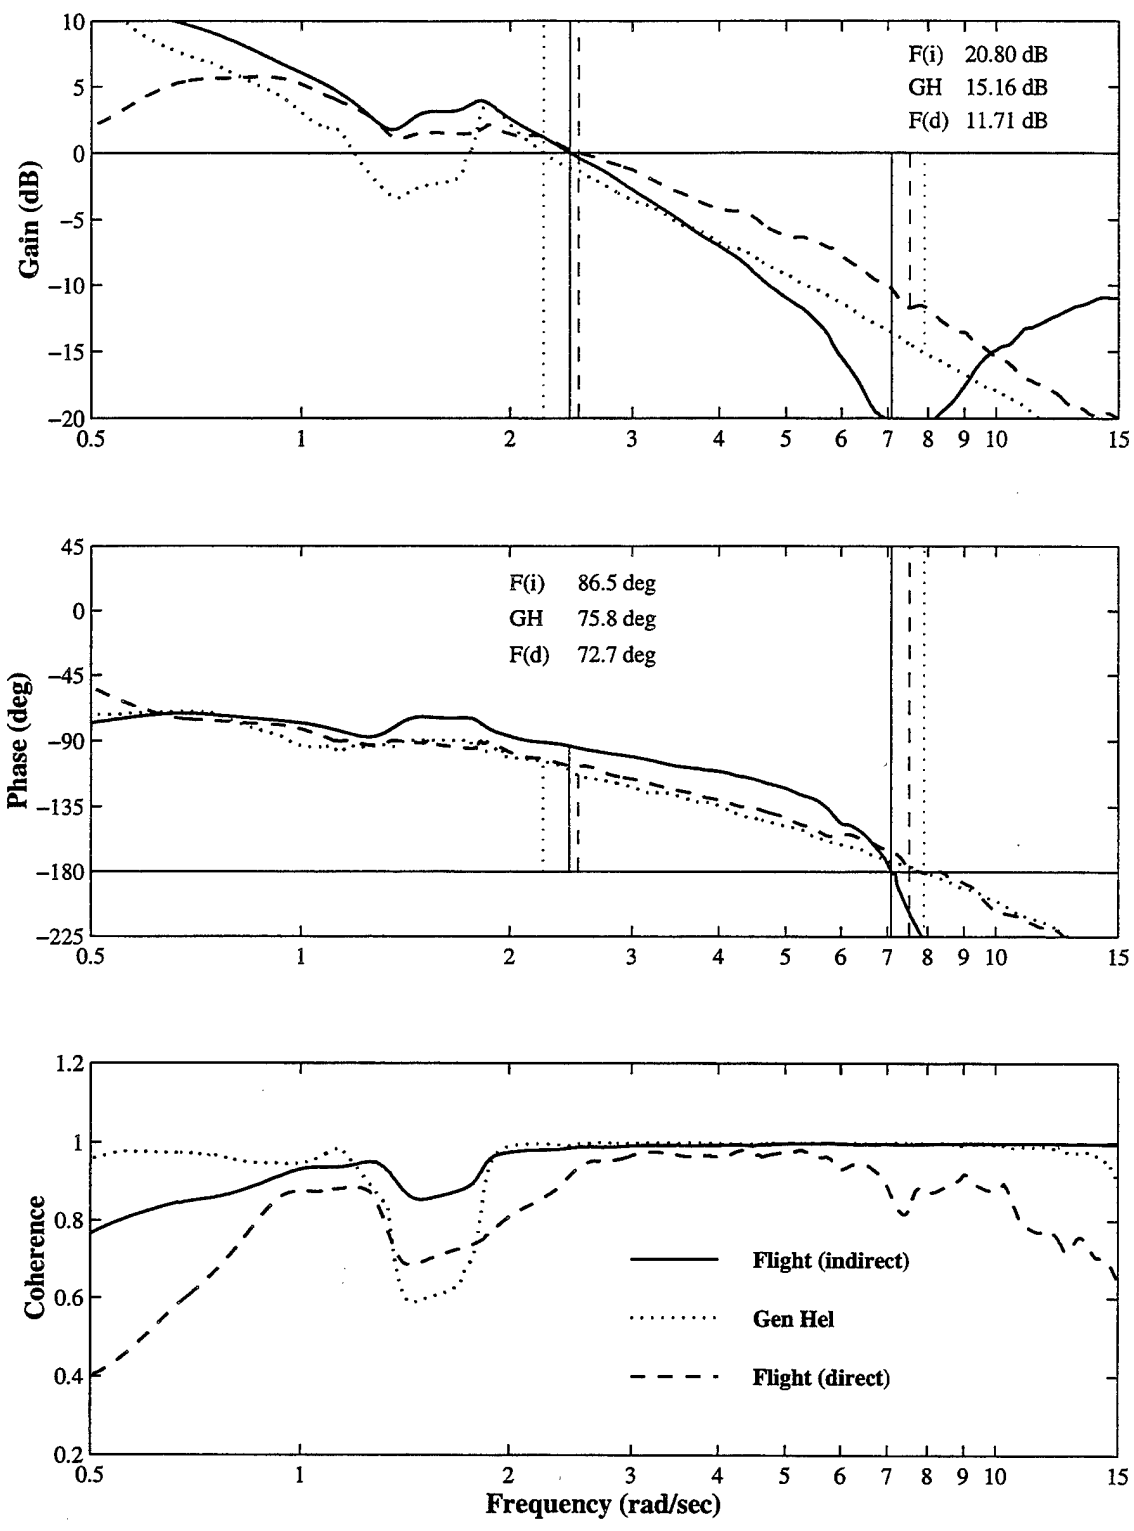 10
5
0
−5
−10
−15
−20
Gain (dB)
F(i) 20.80 dB
GH 15.16 dB
F(d) 11.71 dB
0.5 1 2 3 4 5 6 7 8 9 10 15
45
0
−45
−90
−135
−180
−225
Phase (deg)
F(i) 86.5 deg
GH 75.8 deg
F(d) 72.7 deg
0.5 1 2 3 4 5 6 7 8 9 10 15
1.2
1
0.8
0.6
0.4
0.2
Coherence
Flight (indirect)
Gen Hel
Flight (direct)
0.5 1 2 3 4 5 6 7 8 9 10 15
Frequency (rad/sec)